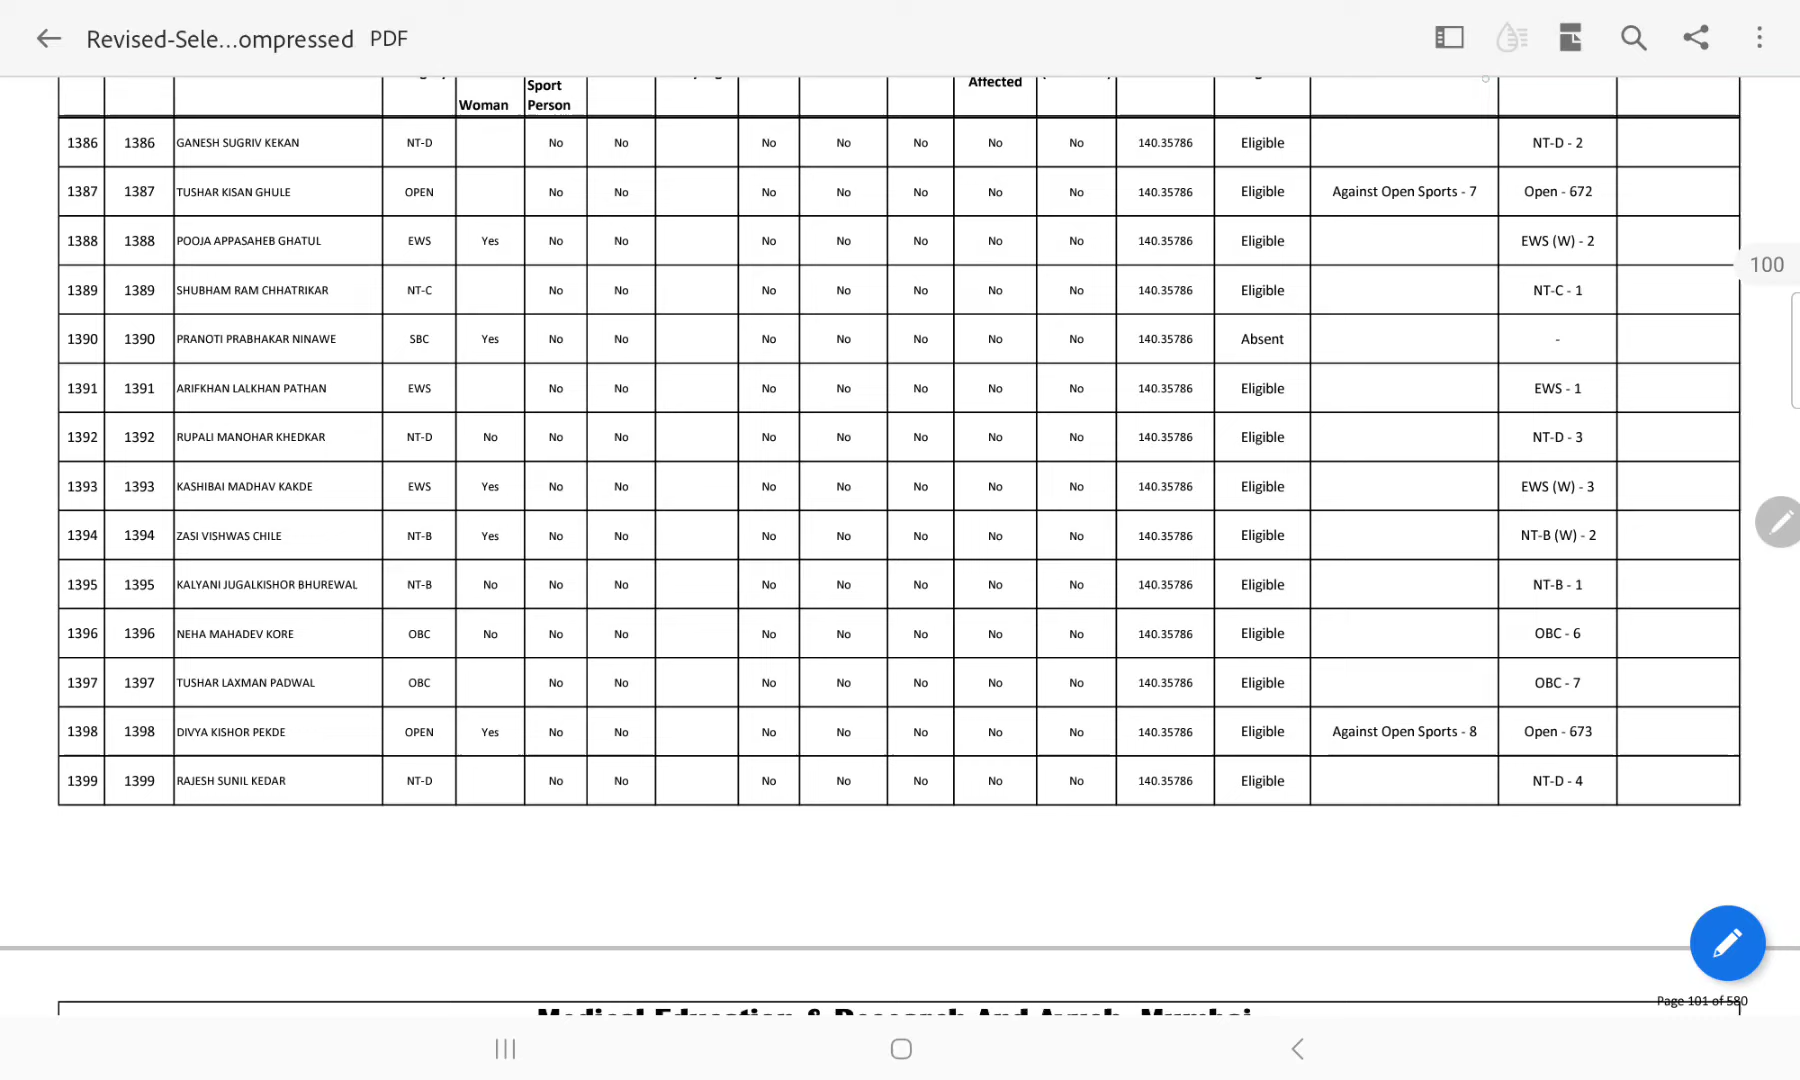 Revised-Sele...ompressed PDF
Sport
Affected
Woman Person
1386 1386 GANESH SUGRIV KEKAN NT-D No No No No No No No 140.35786 Eligible NT-D - 2
1387 1387 TUSHAR KISAN GHULE OPEN No No No No No No No 140.35786 Eligible Against Open Sports - 7 Open - 672
1388 1388 POOJA APPASAHEB GHATUL EWS Yes No No No No No No No 140.35786 Eligible EWS (W) - 2
100
1389 1389 SHUBHAM RAM CHHATRIKAR NT-C No No No No No No No 140.35786 Eligible NT-C - 1
1390 1390 PRANOTI PRABHAKAR NINAWE SBC Yes No No No No No No No 140.35786 Absent -
1391 1391 ARIFKHAN LALKHAN PATHAN EWS No No No No No No No 140.35786 Eligible EWS - 1
1392 1392 RUPALI MANOHAR KHEDKAR NT-D No No No No No No No No 140.35786 Eligible NT-D - 3
1393 1393 KASHIBAI MADHAV KAKDE EWS Yes No No No No No No No 140.35786 Eligible EWS (W) - 3
1394 1394 ZASI VISHWAS CHILE NT-B Yes No No No No No No No 140.35786 Eligible NT-B (W) - 2
1395 1395 KALYANI JUGALKISHOR BHUREWAL NT-B No No No No No No No No 140.35786 Eligible NT-B - 1
1396 1396 NEHA MAHADEV KORE OBC No No No No No No No No 140.35786 Eligible OBC - 6
1397 1397 TUSHAR LAXMAN PADWAL OBC No No No No No No No 140.35786 Eligible OBC - 7
1398 1398 DIVYA KISHOR PEKDE OPEN Yes No No No No No No No 140.35786 Eligible Against Open Sports - 8 Open - 673
1399 1399 RAJESH SUNIL KEDAR NT-D No No No No No No No 140.35786 Eligible NT-D - 4
Page 101 of 580
Medical Education & Research And Ayush, Mumbai